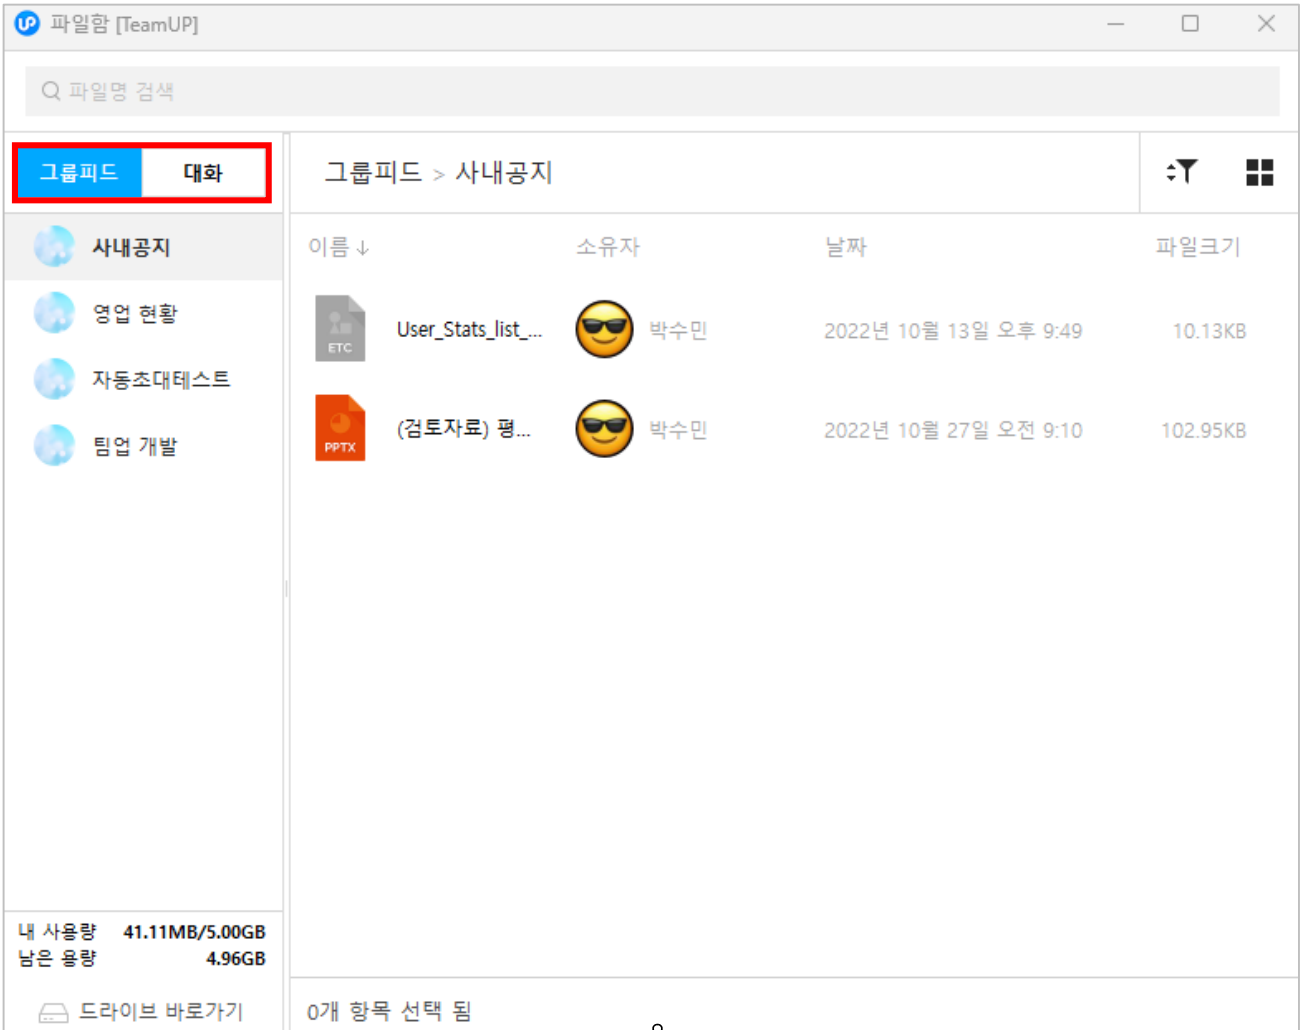 파일함 [TeamUP]
파일명 검색
그룹피드 대화
그룹피드 > 사내공지
사내공지
영업 현황
자동초대테스트
팀업 개발
이름 ↓ 소유자 날짜 파일크기
ETC User_Stats_list_... 박수민 2022년 10월 13일 오후 9:49 10.13KB
PPTX (검토자료) 평... 박수민 2022년 10월 27일 오전 9:10 102.95KB
내 사용량 41.11MB/5.00GB
남은 용량 4.96GB
드라이브 바로가기
0개 항목 선택 됨